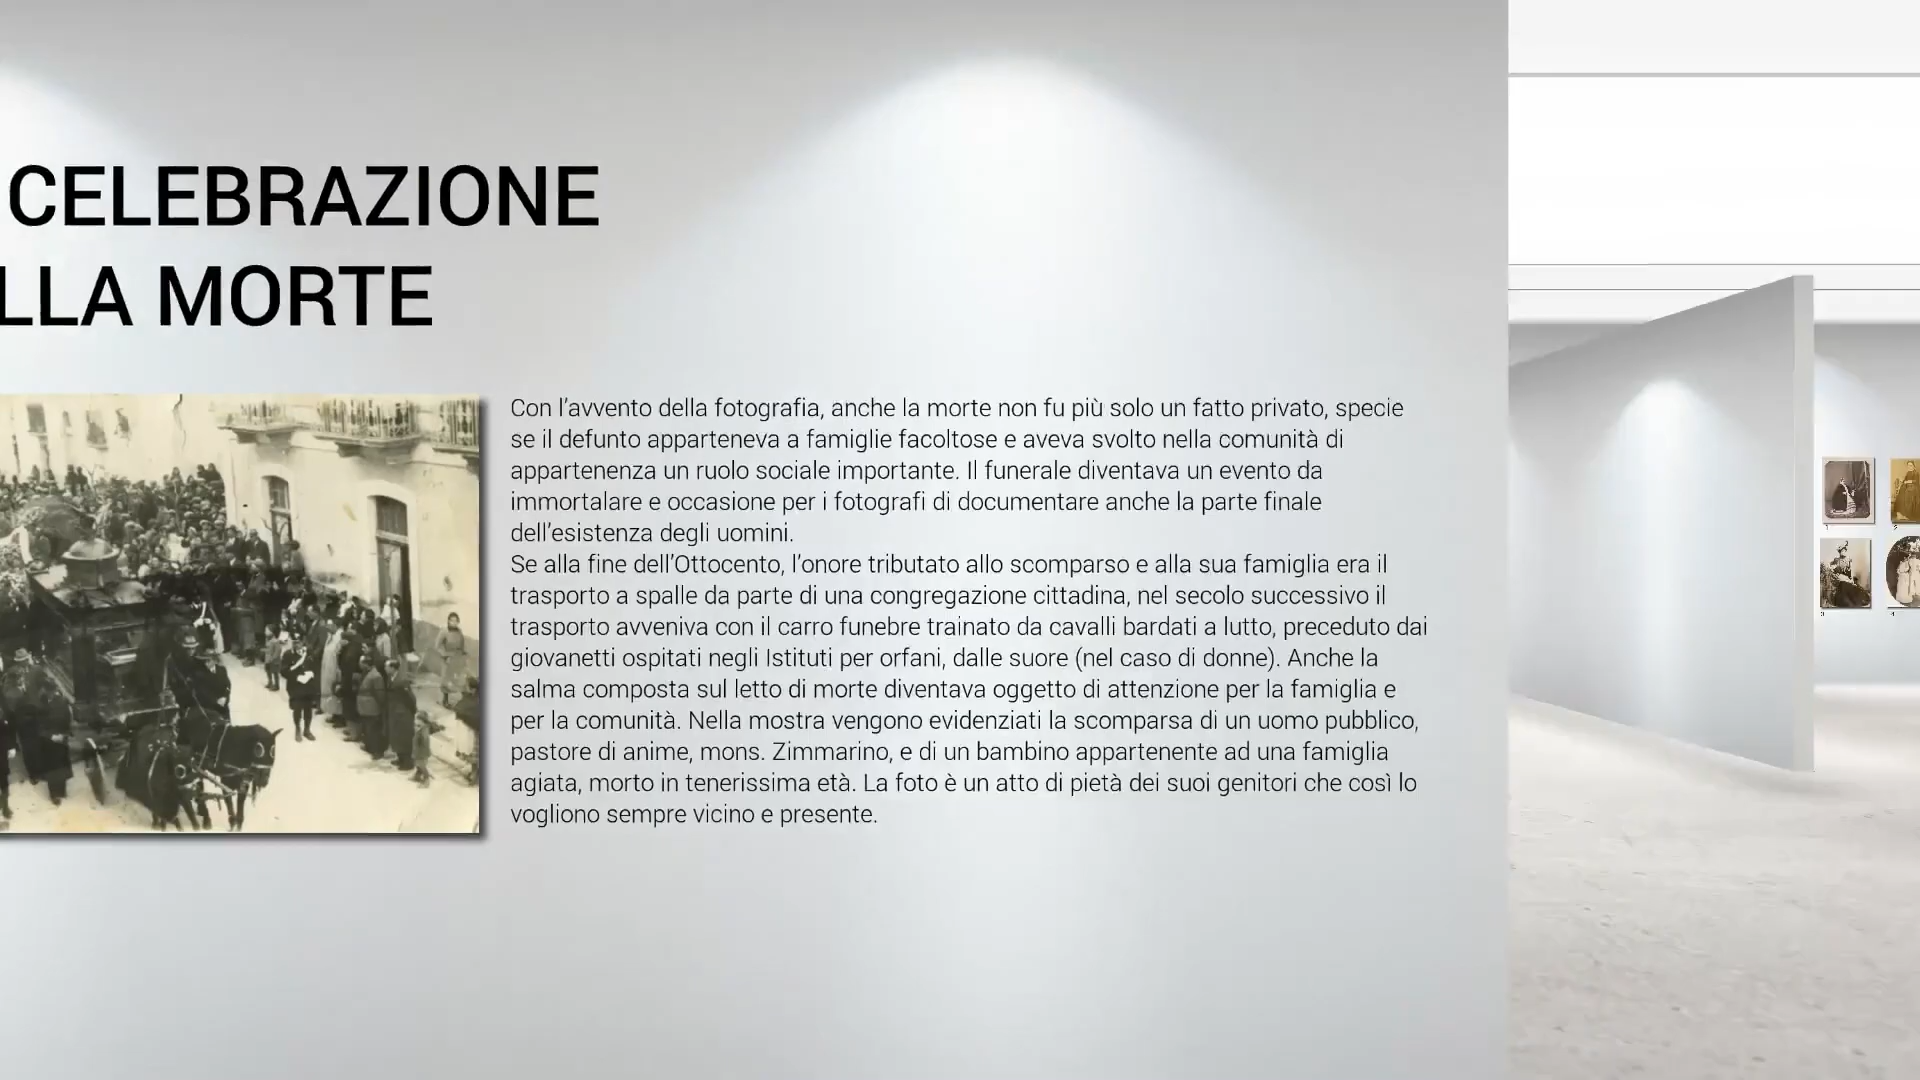 CELEBRAZIONE
LLA MORTE
Con l'avvento della fotografia, anche la morte non fu più solo un fatto privato, specie
se il defunto apparteneva a famiglie facoltose e aveva svolto nella comunità di
appartenenza un ruolo sociale importante. Il funerale diventava un evento da
immortalare e occasione per i fotografi di documentare anche la parte finale
dell'esistenza degli uomini.
Se alla fine dell'Ottocento, l'onore tributato allo scomparso e alla sua famiglia era il
trasporto a spalle da parte di una congregazione cittadina, nel secolo successivo il
trasporto avveniva con il carro funebre trainato da cavalli bardati a lutto, preceduto dai
giovanetti ospitati negli Istituti per orfani, dalle suore (nel caso di donne). Anche la
salma composta sul letto di morte diventava oggetto di attenzione per la famiglia e
per la comunità. Nella mostra vengono evidenziati la scomparsa di un uomo pubblico,
pastore di anime, mons. Zimmarino, e di un bambino appartenente ad una famiglia
agiata, morto in tenerissima età. La foto è un atto di pietà dei suoi genitori che così lo
vogliono sempre vicino e presente.